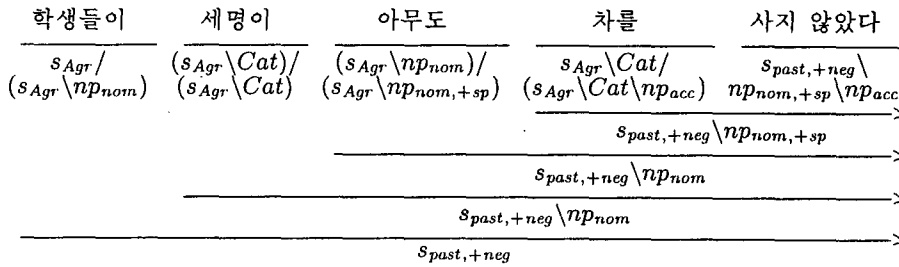 학생들이 세명이 아무도 차를 사지 않았다
s_Agr/ (s_Agr\Cat)/ (s_Agr\np_nom)/ s_Agr\Cat/ s_past,+neg\
(s_Agr\np_nom) (s_Agr\Cat) (s_Agr\np_nom,+sp) (s_Agr\Cat\np_acc) np_nom,+sp\np_acc
s_past,+neg\np_nom,+sp
s_past,+neg\np_nom
s_past,+neg\np_nom
s_past,+neg